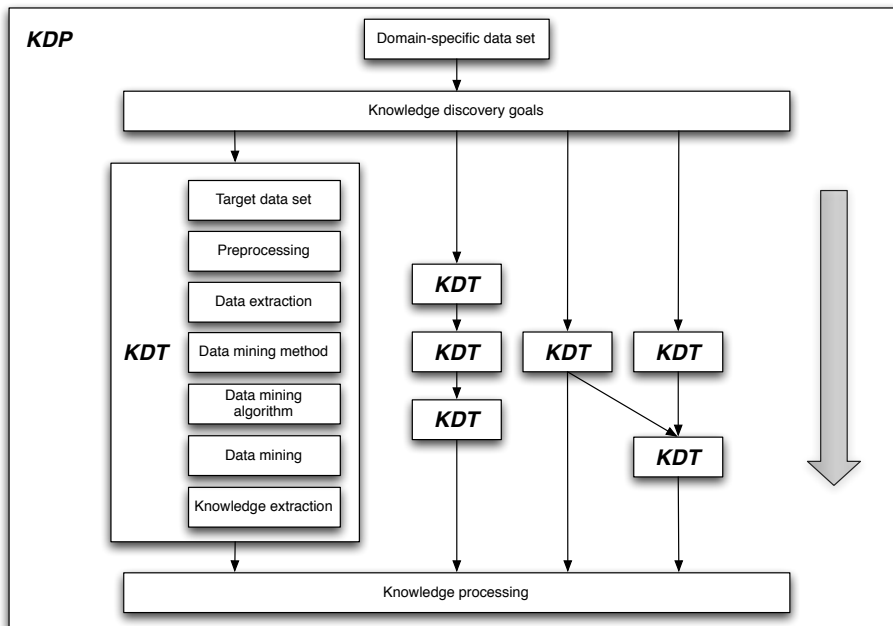 KDP
Domain-specific data set
Knowledge discovery goals
KDT
Target data set
Preprocessing
Data extraction
Data mining method
Data mining
algorithm
Data mining
Knowledge extraction
KDT
KDT
KDT
KDT
KDT
KDT
Knowledge processing